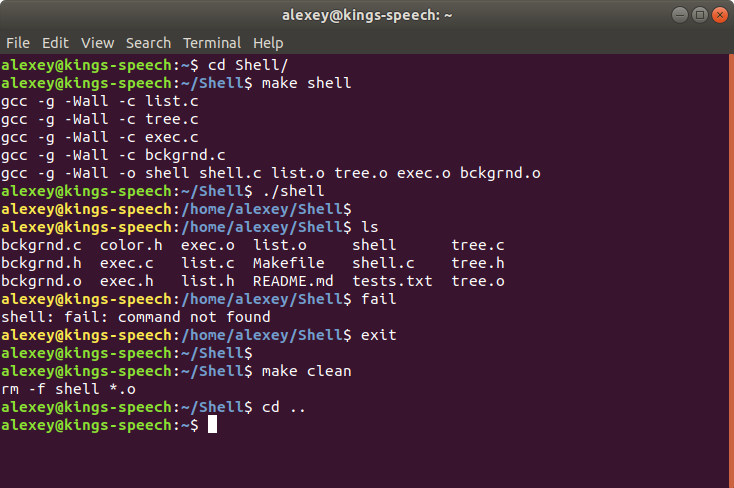 alexey@kings-speech: ~
File Edit View Search Terminal Help
alexey@kings-speech:~$ cd Shell/
alexey@kings-speech:~/Shell$ make shell
gcc -g -Wall -c list.c
gcc -g -Wall -c tree.c
gcc -g -Wall -c exec.c
gcc -g -Wall -c bckgrnd.c
gcc -g -Wall -o shell shell.c list.o tree.o exec.o bckgrnd.o
alexey@kings-speech:~/Shell$ ./shell
alexey@kings-speech:/home/alexey/Shell$
alexey@kings-speech:/home/alexey/Shell$ ls
bckgrnd.c  color.h  exec.o  list.o     shell      tree.c
bckgrnd.h  exec.c   list.c  Makefile   shell.c    tree.h
bckgrnd.o  exec.h   list.h  README.md  tests.txt  tree.o
alexey@kings-speech:/home/alexey/Shell$ fail
shell: fail: command not found
alexey@kings-speech:/home/alexey/Shell$ exit
alexey@kings-speech:~/Shell$
alexey@kings-speech:~/Shell$ make clean
rm -f shell *.o
alexey@kings-speech:~/Shell$ cd ..
alexey@kings-speech:~$